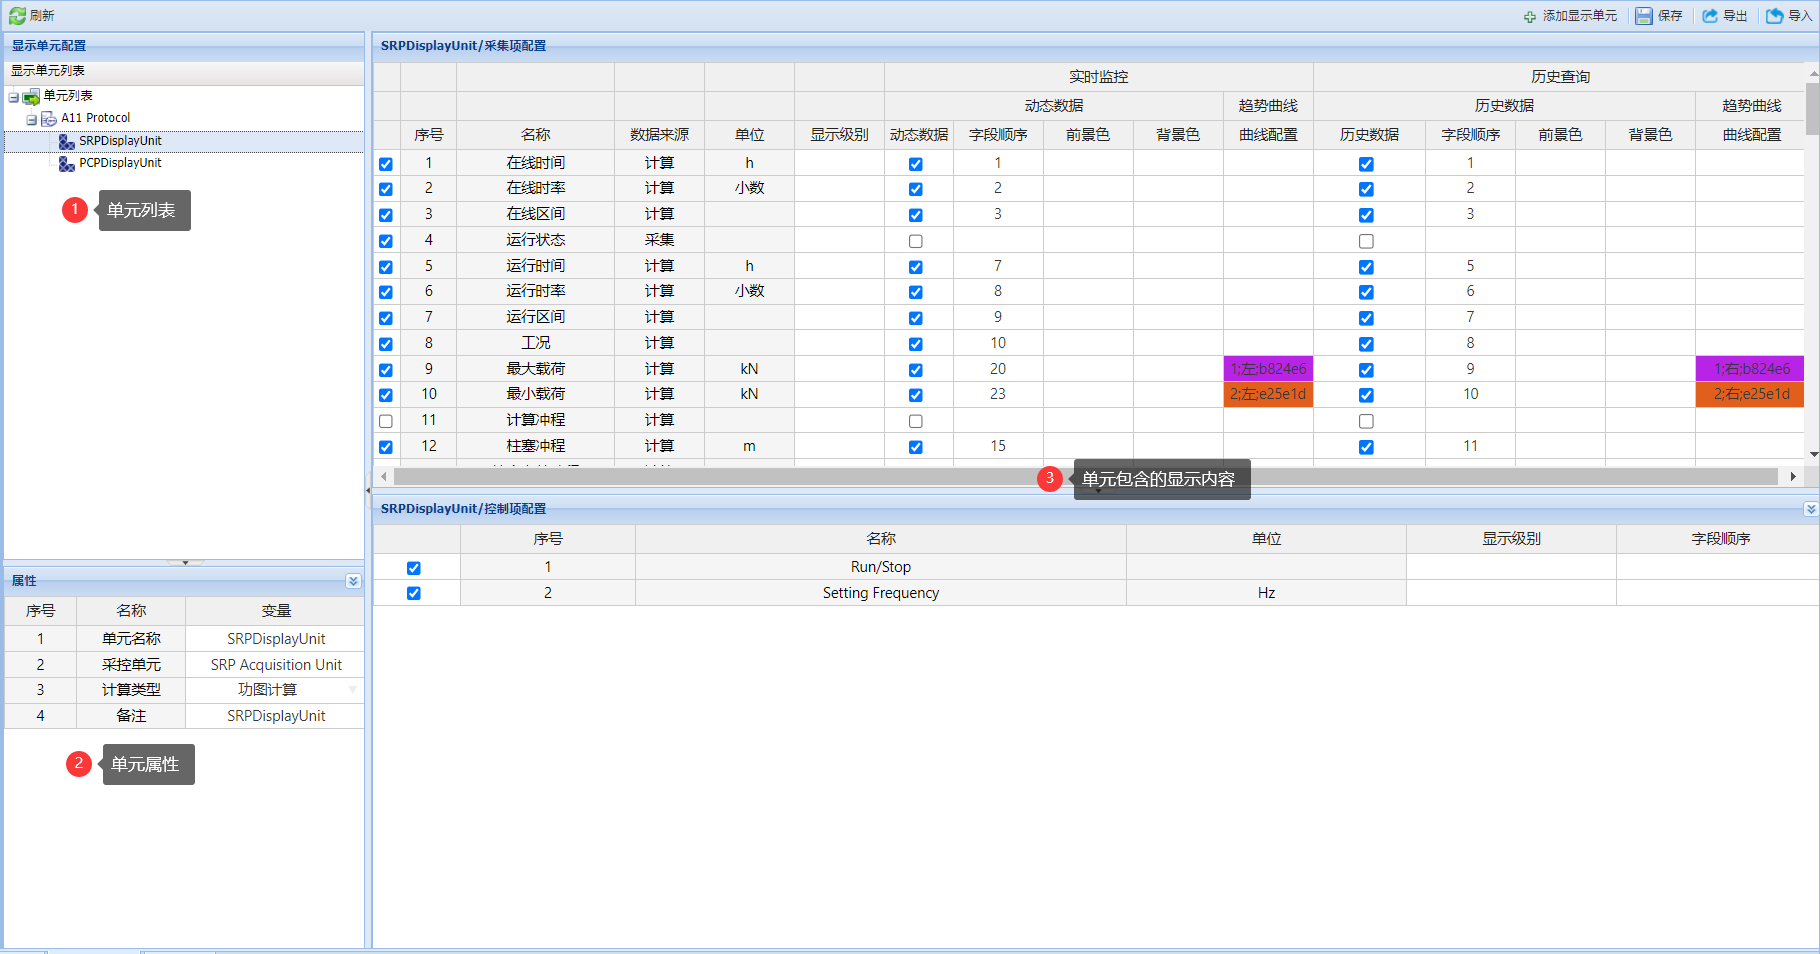 刷新 添加显示单元 保存 导出 导入
显示单元配置
显示单元列表
单元列表
A11 Protocol
SRPDisplayUnit
PCPDisplayUnit
1 单元列表
属性
序号 名称 变量
1 单元名称 SRPDisplayUnit
2 采控单元 SRP Acquisition Unit
3 计算类型 功图计算
4 备注 SRPDisplayUnit
2 单元属性
SRPDisplayUnit/采集项配置
实时监控 历史查询
动态数据 趋势曲线 历史数据 趋势曲线
序号 名称 数据来源 单位 显示级别 动态数据 字段顺序 前景色 背景色 曲线配置 历史数据 字段顺序 前景色 背景色 曲线配置
1 在线时间 计算 h 1 1
2 在线时率 计算 小数 2 2
3 在线区间 计算 3 3
4 运行状态 采集
5 运行时间 计算 h 7 5
6 运行时率 计算 小数 8 6
7 运行区间 计算 9 7
8 工况 计算 10 8
9 最大载荷 计算 kN 20 1;左;b824e6 9 1;右;b824e6
10 最小载荷 计算 kN 23 2;左;e25e1d 10 2;右;e25e1d
11 计算冲程 计算
12 柱塞冲程 计算 m 15 11
3 单元包含的显示内容
SRPDisplayUnit/控制项配置
序号 名称 单位 显示级别 字段顺序
1 Run/Stop
2 Setting Frequency Hz